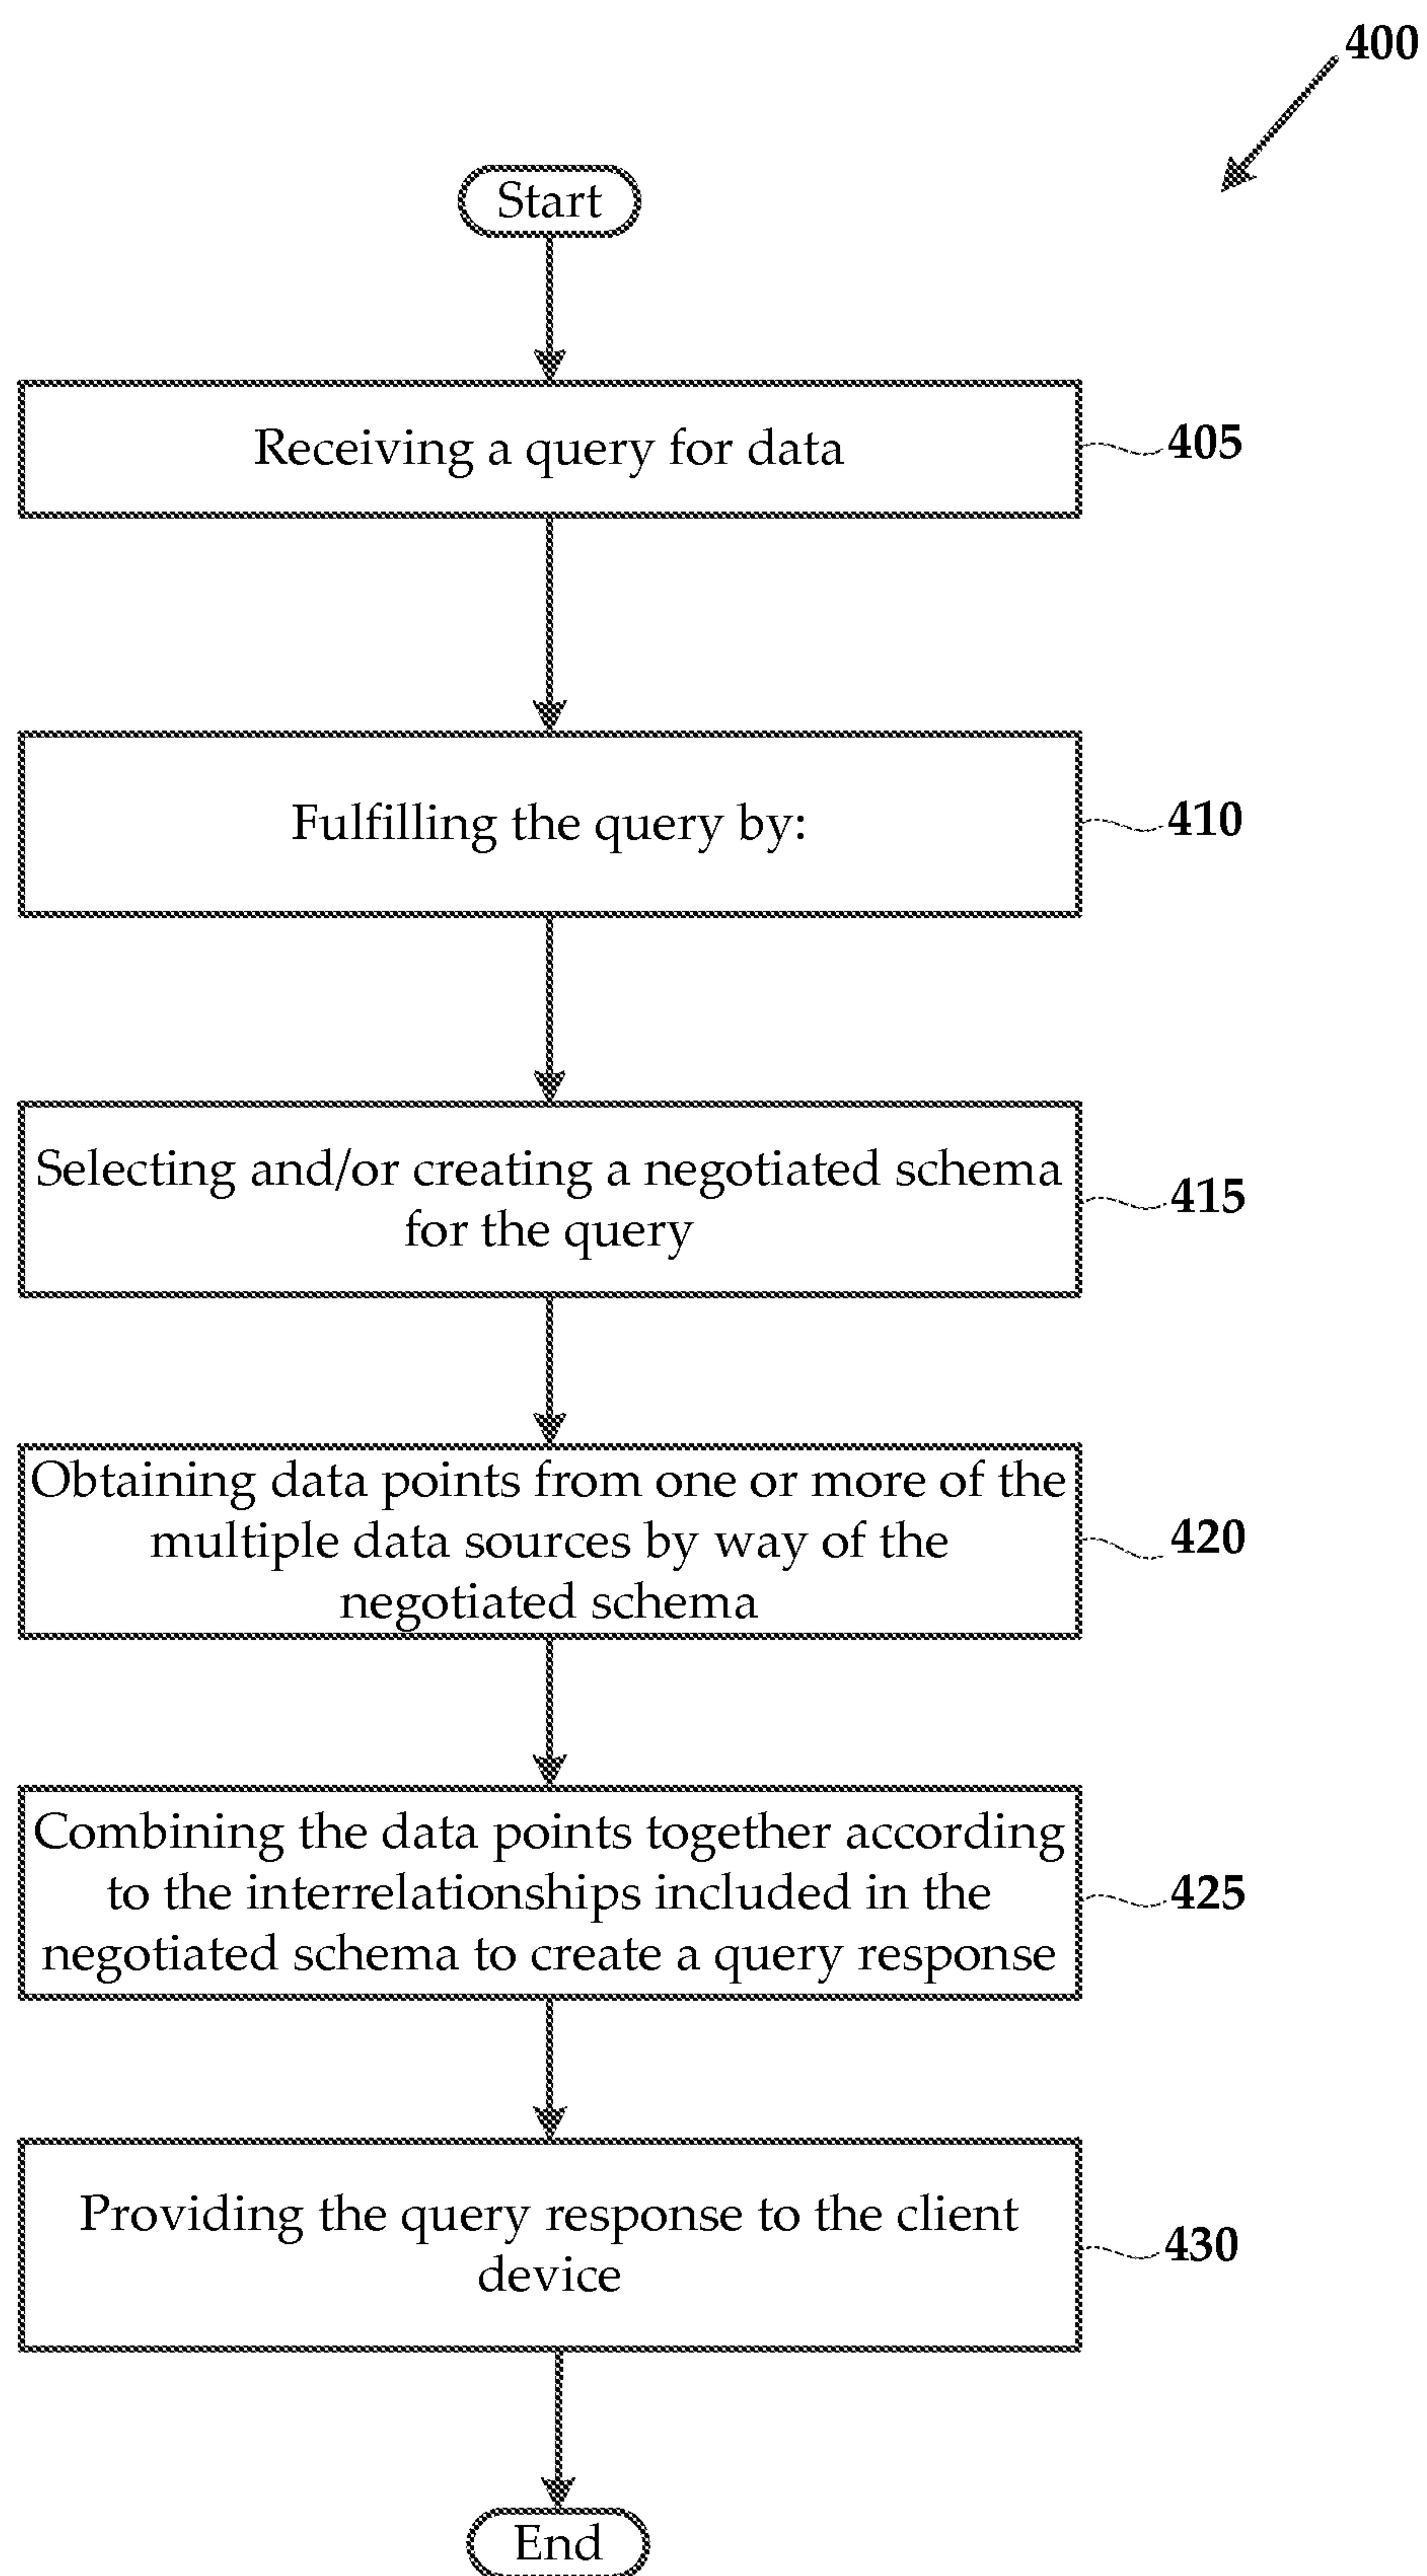 400
Start
Receiving a query for data
405
Fulfilling the query by:
410
Selecting and/or creating a negotiated schema
for the query
415
Obtaining data points from one or more of the
multiple data sources by way of the
negotiated schema
420
Combining the data points together according
to the interrelationships included in the
negotiated schema to create a query response
425
Providing the query response to the client
device
430
End